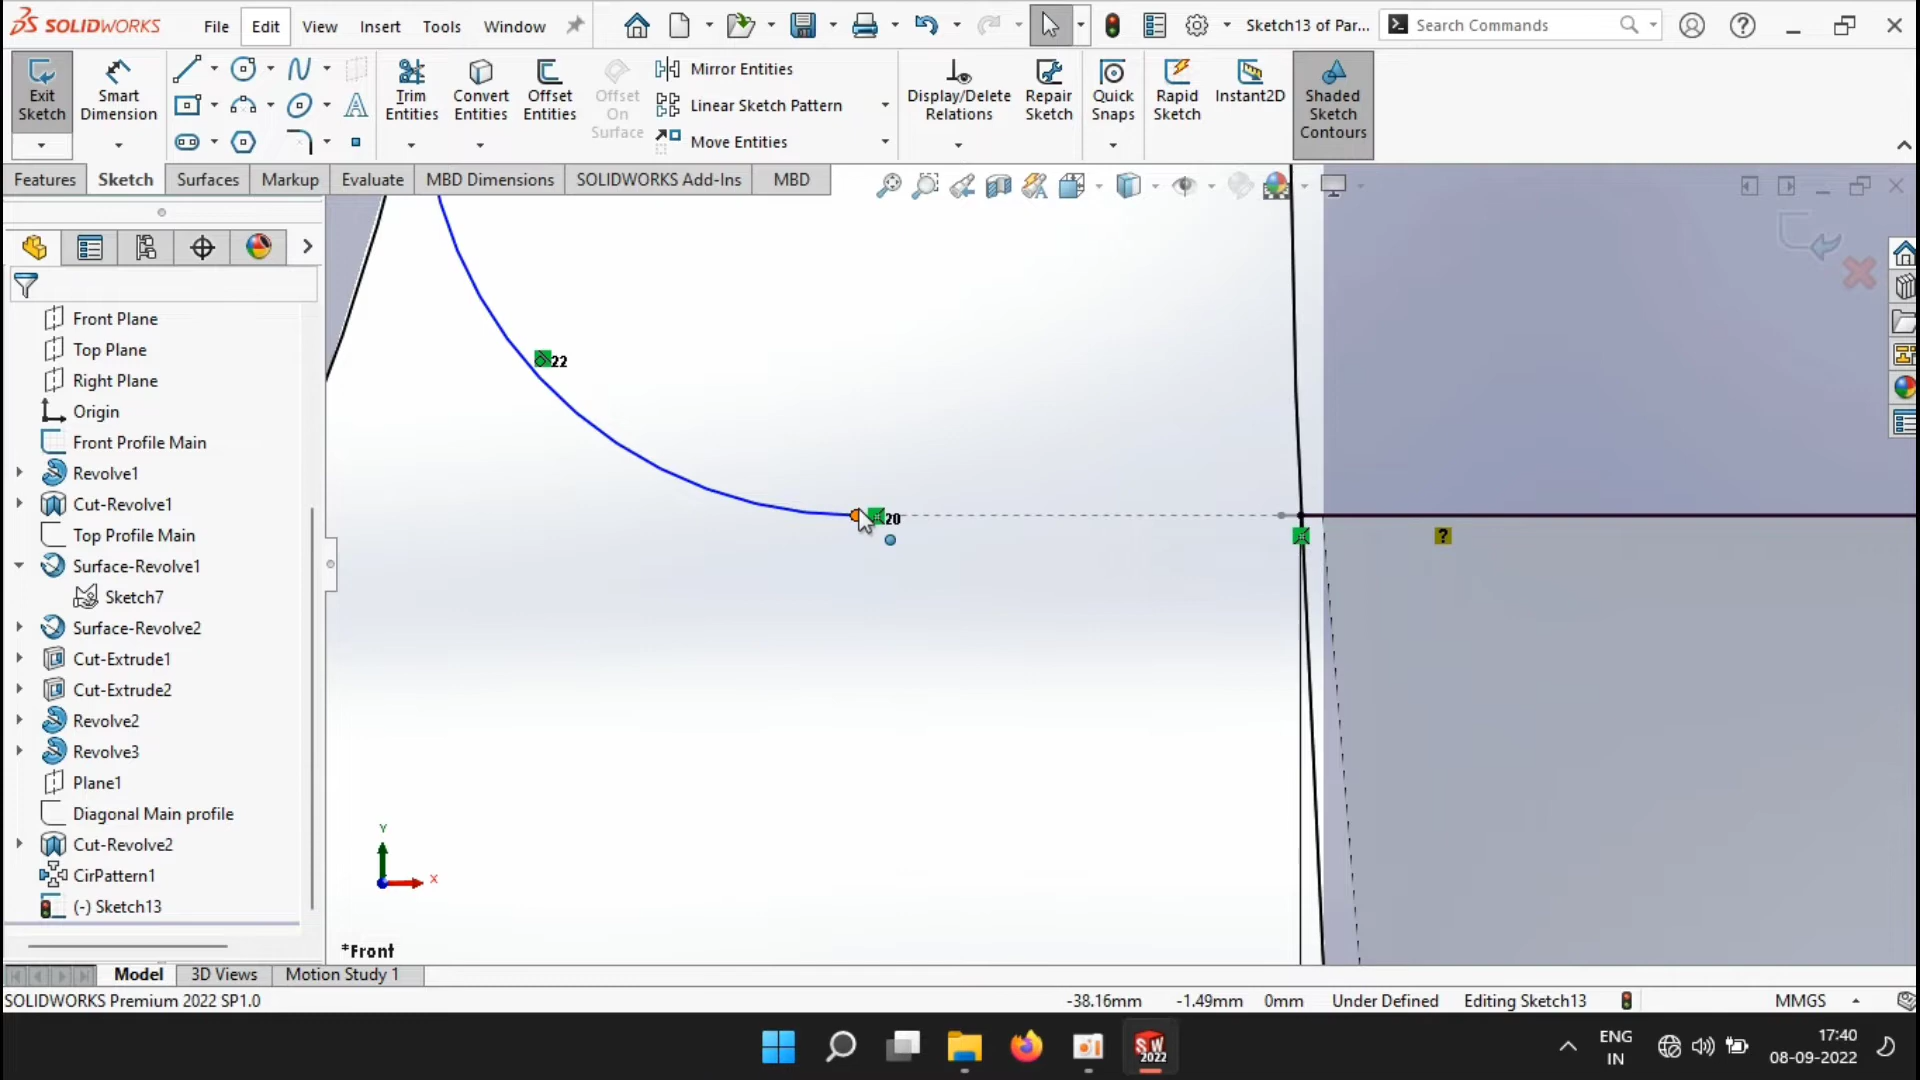 SOLIDWORKS File Edit View Insert Tools Window Sketch13 of Par... Search Commands
Exit Sketch
Smart Dimension
Trim Entities
Convert Entities
Offset Entities
Offset On Surface
Mirror Entities
Linear Sketch Pattern
Move Entities
Display/Delete Relations
Repair Sketch
Quick Snaps
Rapid Sketch
Instant2D
Shaded Sketch Contours
Features Sketch Surfaces Markup Evaluate MBD Dimensions SOLIDWORKS Add-Ins MBD
Front Plane
Top Plane
Right Plane
Origin
Front Profile Main
Revolve1
Cut-Revolve1
Top Profile Main
Surface-Revolve1
Sketch7
Surface-Revolve2
Cut-Extrude1
Cut-Extrude2
Revolve2
Revolve3
Plane1
Diagonal Main profile
Cut-Revolve2
CirPattern1
(-) Sketch13
22
20
?
Y
X
*Front
Model 3D Views Motion Study 1
SOLIDWORKS Premium 2022 SP1.0 -38.16mm -1.49mm 0mm Under Defined Editing Sketch13 MMGS
SW 2022
ENG IN
17:40
08-09-2022